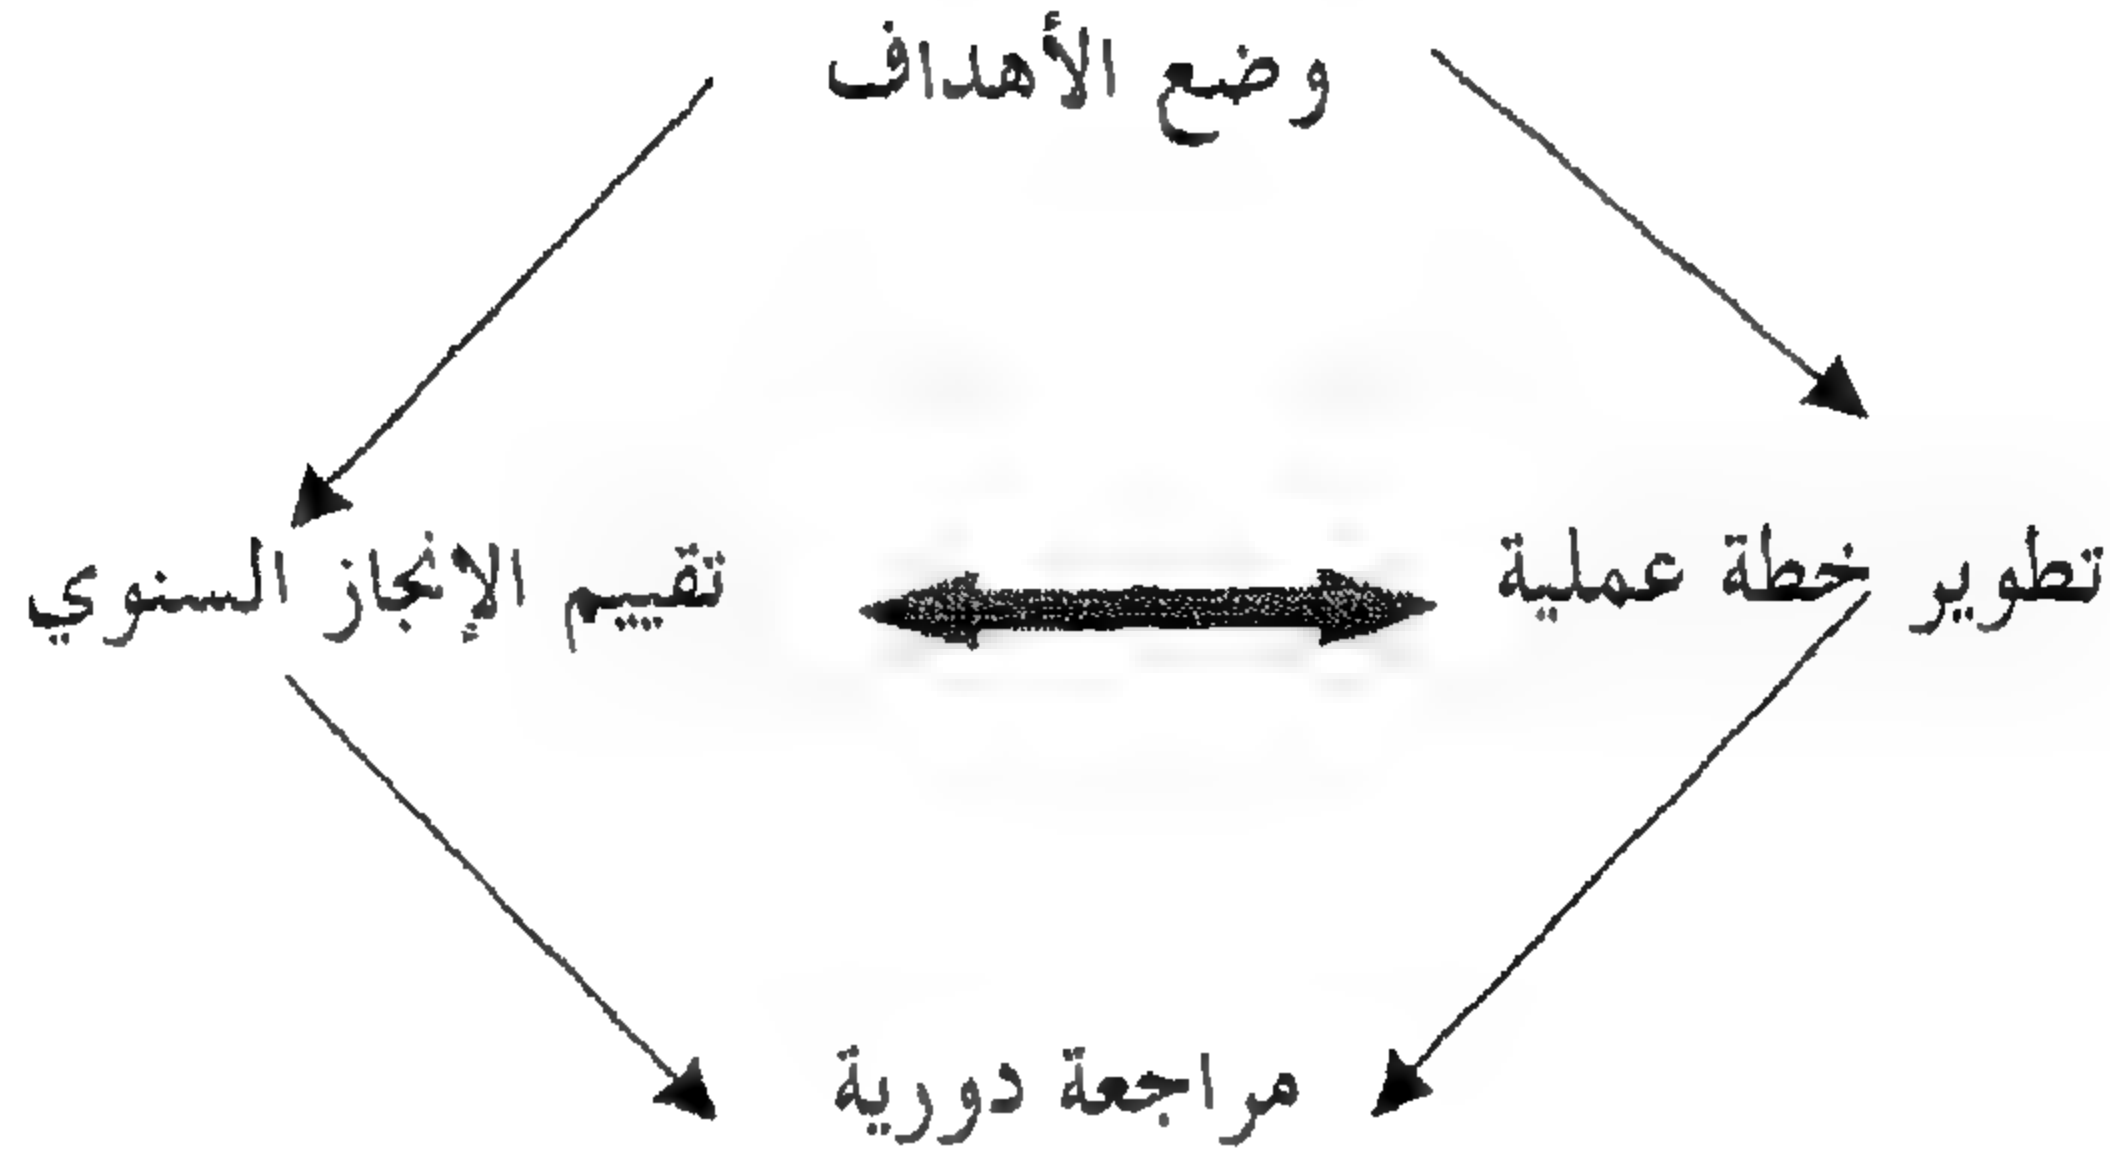 وضع الأهداف
تطوير خطة عملية
تقييم الإنجاز السنوي
مراجعة دورية